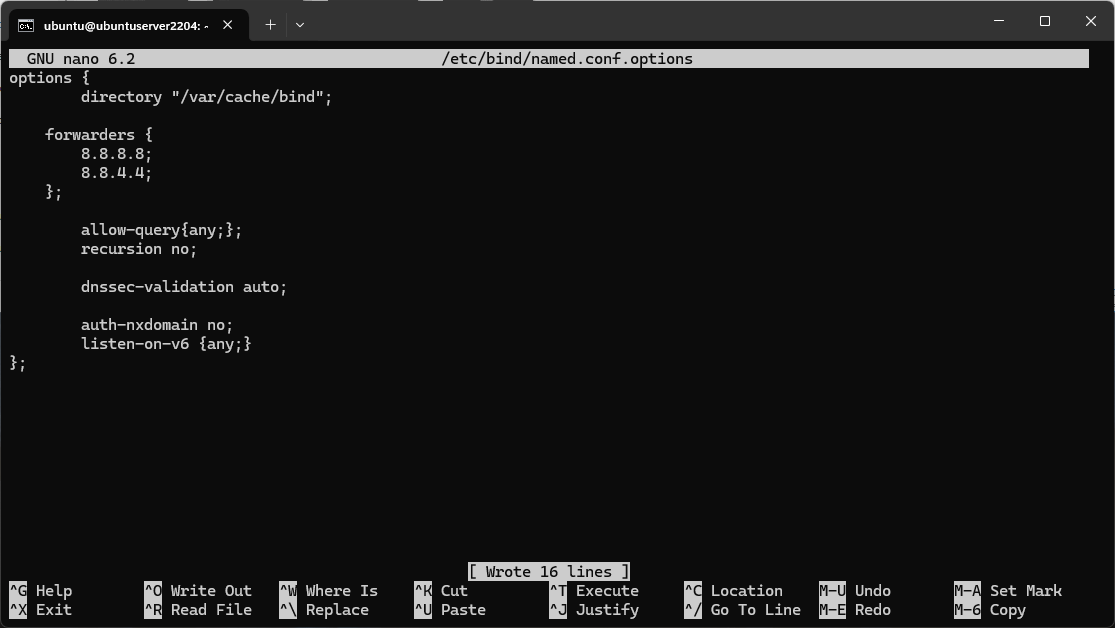 ubuntu@ubuntuserver2204: ~
GNU nano 6.2 /etc/bind/named.conf.options
options {
directory "/var/cache/bind";
forwarders {
8.8.8.8;
8.8.4.4;
};
allow-query{any;};
recursion no;
dnssec-validation auto;
auth-nxdomain no;
listen-on-v6 {any;}
};
[ Wrote 16 lines ]
^G Help ^O Write Out ^W Where Is ^K Cut ^T Execute ^C Location M-U Undo M-A Set Mark
^X Exit ^R Read File ^\ Replace ^U Paste ^J Justify ^/ Go To Line M-E Redo M-6 Copy